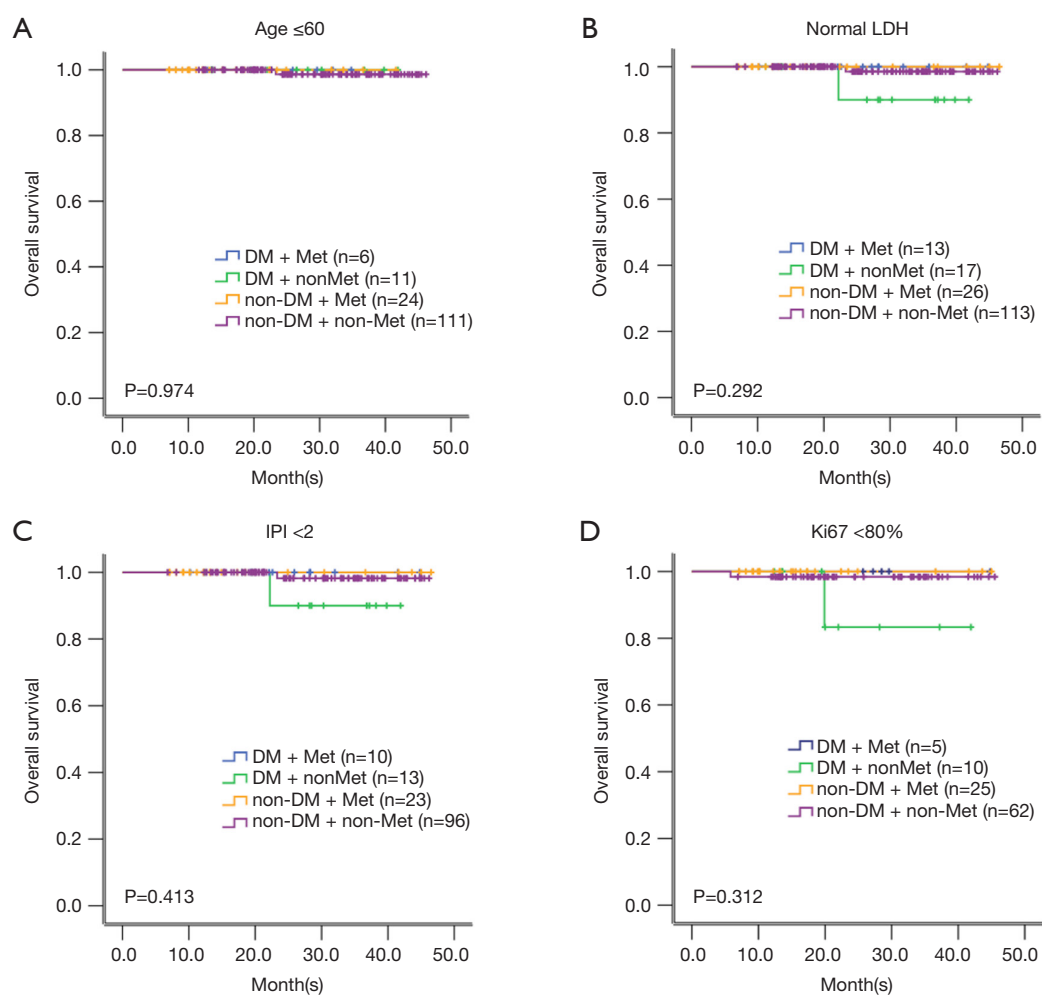 A
Age ≤60
1.0
0.8
0.6
0.4
0.2
0.0
Overall survival
DM + Met (n=6)
DM + nonMet (n=11)
non-DM + Met (n=24)
non-DM + non-Met (n=111)
P=0.974
0.0 10.0 20.0 30.0 40.0 50.0
Month(s)
B
Normal LDH
1.0
0.8
0.6
0.4
0.2
0.0
Overall survival
DM + Met (n=13)
DM + nonMet (n=17)
non-DM + Met (n=26)
non-DM + non-Met (n=113)
P=0.292
0.0 10.0 20.0 30.0 40.0 50.0
Month(s)
C
IPI <2
1.0
0.8
0.6
0.4
0.2
0.0
Overall survival
DM + Met (n=10)
DM + nonMet (n=13)
non-DM + Met (n=23)
non-DM + non-Met (n=96)
P=0.413
0.0 10.0 20.0 30.0 40.0 50.0
Month(s)
D
Ki67 <80%
1.0
0.8
0.6
0.4
0.2
0.0
Overall survival
DM + Met (n=5)
DM + nonMet (n=10)
non-DM + Met (n=25)
non-DM + non-Met (n=62)
P=0.312
0.0 10.0 20.0 30.0 40.0 50.0
Month(s)